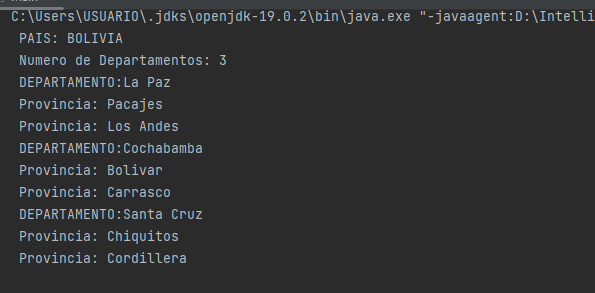 C:\Users\USUARIO\.jdks\openjdk-19.0.2\bin\java.exe "-javaagent:D:\Intelli
PAIS: BOLIVIA
Numero de Departamentos: 3
DEPARTAMENTO:La Paz
Provincia: Pacajes
Provincia: Los Andes
DEPARTAMENTO:Cochabamba
Provincia: Bolivar
Provincia: Carrasco
DEPARTAMENTO:Santa Cruz
Provincia: Chiquitos
Provincia: Cordillera